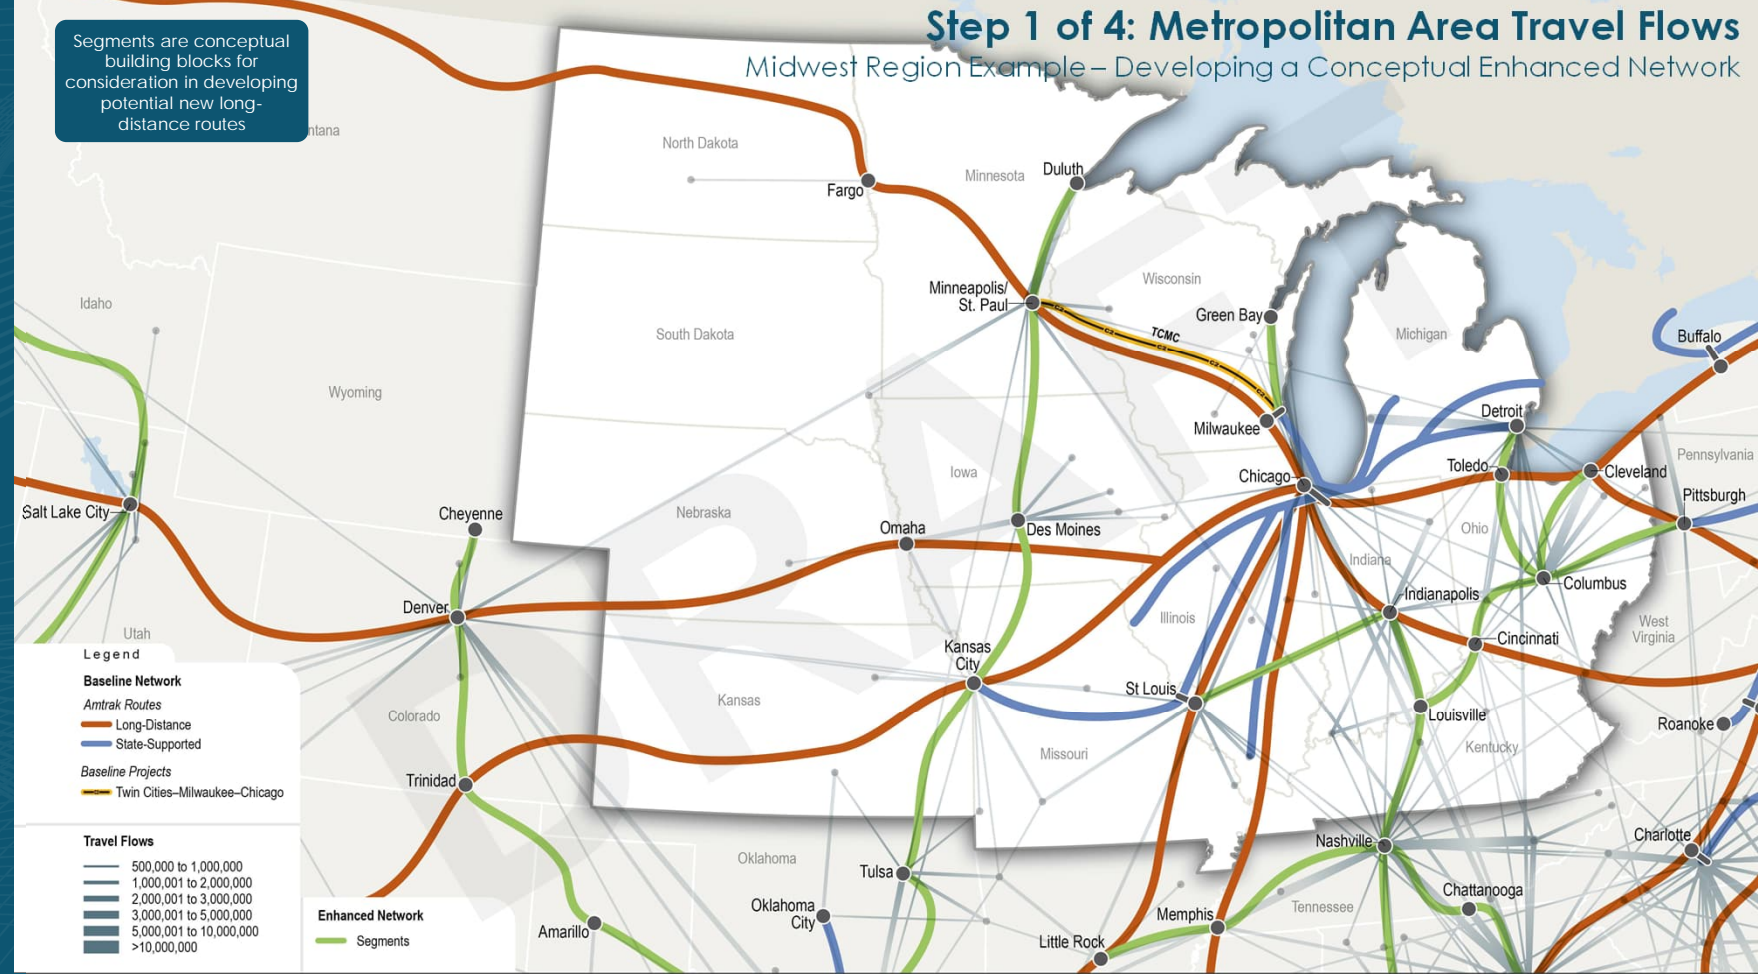 Step 1 of 4: Metropolitan Area Travel Flows
Midwest Region Example – Developing a Conceptual Enhanced Network
Segments are conceptual
building blocks for
consideration in developing
potential new long-
distance routes
ntana
North Dakota
Minnesota
Duluth
Fargo
Minneapolis/
St. Paul
Wisconsin
Idaho
Green Bay
TCMC
South Dakota
Michigan
Buffalo
Wyoming
Detroit
Milwaukee
Pennsylvania
Iowa
Chicago
Toledo
Cleveland
Pittsburgh
Salt Lake City
Cheyenne
Nebraska
Omaha
Des Moines
Ohio
Indiana
Columbus
Indianapolis
Denver
Illinois
West
Virginia
Utah
Cincinnati
Kansas
City
St Louis
Kansas
Colorado
Louisville
Roanoke
Missouri
Kentucky
Trinidad
Nashville
Charlotte
Oklahoma
Tulsa
Chattanooga
Oklahoma
City
Amarillo
Memphis
Tennessee
Little Rock
DRAFT
Legend
Baseline Network
Amtrak Routes
Long-Distance
State-Supported
Baseline Projects
Twin Cities–Milwaukee–Chicago
Travel Flows
500,000 to 1,000,000
1,000,001 to 2,000,000
2,000,001 to 3,000,000
3,000,001 to 5,000,000
5,000,001 to 10,000,000
>10,000,000
Enhanced Network
Segments